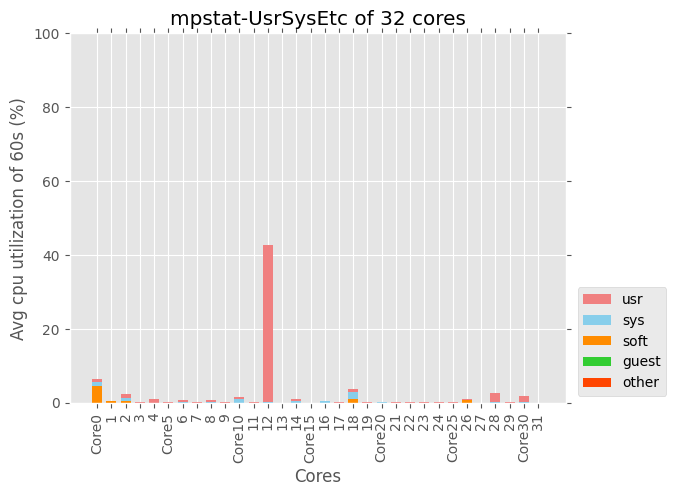 mpstat-UsrSysEtc of 32 cores
Avg cpu utilization of 60s (%)
100
80
60
40
20
0
Core0
1
2
3
4
Core5
6
7
8
9
Core10
11
12
13
14
Core15
16
17
18
19
Core20
21
22
23
24
Core25
26
27
28
29
Core30
31
Cores
usr
sys
soft
guest
other